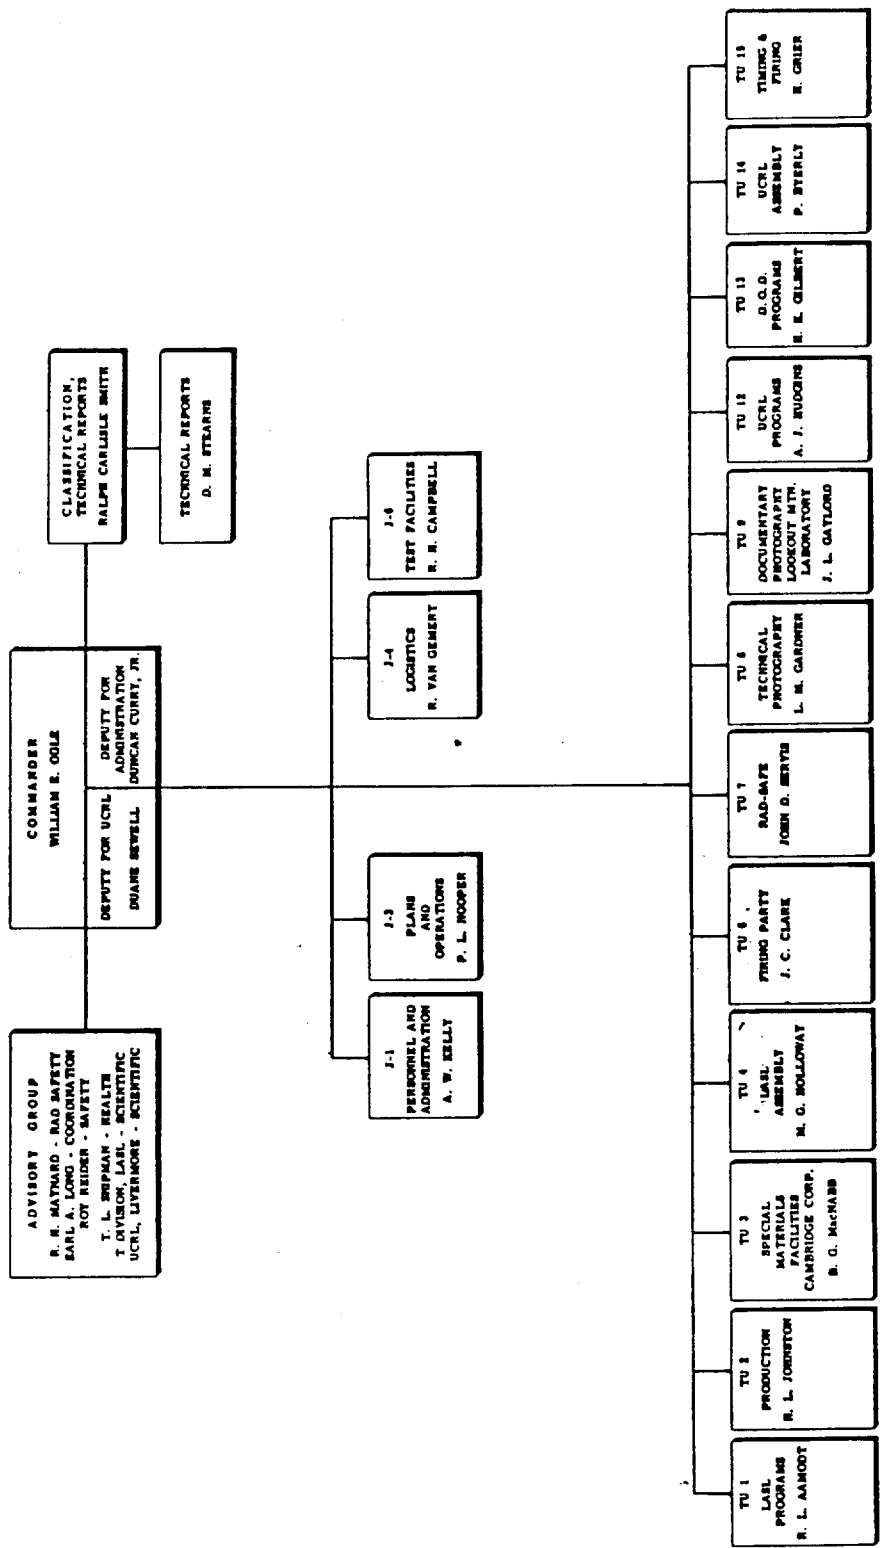 COMMANDER
WILLIAM E. OGLE
DEPUTY FOR UCRL
DUANE SEWELL
DEPUTY FOR
ADMINISTRATION
DUNCAN CURRY, JR.
ADVISORY GROUP
R. H. MAYNARD - RAD SAFETY
EARL A. LONG - COORDINATION
ROY REIDER - SAFETY
T. L. SHIPMAN - HEALTH
T DIVISION, LASL - SCIENTIFIC
UCRL, LIVERMORE - SCIENTIFIC
CLASSIFICATION,
TECHNICAL REPORTS
RALPH CARLISLE SMITH
TECHNICAL REPORTS
D. M. STEARNS
J-1
PERSONNEL AND
ADMINISTRATION
A. W. KELLY
J-3
PLANS
AND
OPERATIONS
P. L. HOOPER
J-4
LOGISTICS
R. VAN GEMERT
J-6
TEST FACILITIES
R. H. CAMPBELL
TU 1
LASL
PROGRAMS
R. L. AAMODT
TU 2
PRODUCTION
R. L. JOHNSTON
TU 3
SPECIAL
MATERIALS
FACILITIES
CAMBRIDGE CORP.
B. G. MacNABB
TU 4
LASL
ASSEMBLY
M. G. HOLLOWAY
TU 6
FIRING PARTY
J. C. CLARK
TU 7
RAD-SAFE
JOHN D. SERVIS
TU 8
TECHNICAL
PHOTOGRAPHY
L. M. GARDNER
TU 9
DOCUMENTARY
PHOTOGRAPHY
LOOKOUT MTN.
LABORATORY
J. L. GAYLORD
TU 12
UCRL
PROGRAMS
A. J. HUDGINS
TU 13
D.O.D.
PROGRAMS
H. K. GILBERT
TU 14
UCRL
ASSEMBLY
P. BYERLY
TU 15
TIMING &
FIRING
H. GRIER